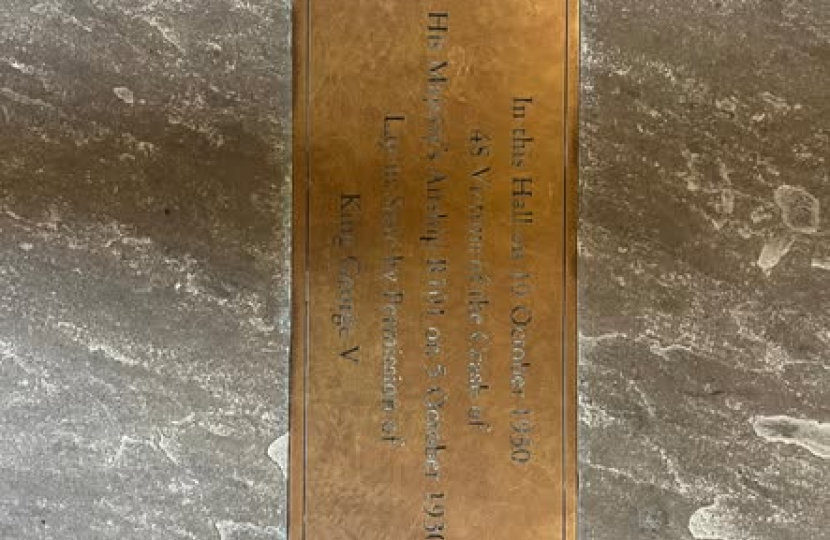 In this Hall on 10 October 1930
48 Victims of the Crash of
His Majesty's Airship R101 on 5 October 1930
Lay in State by Permission of
King George V